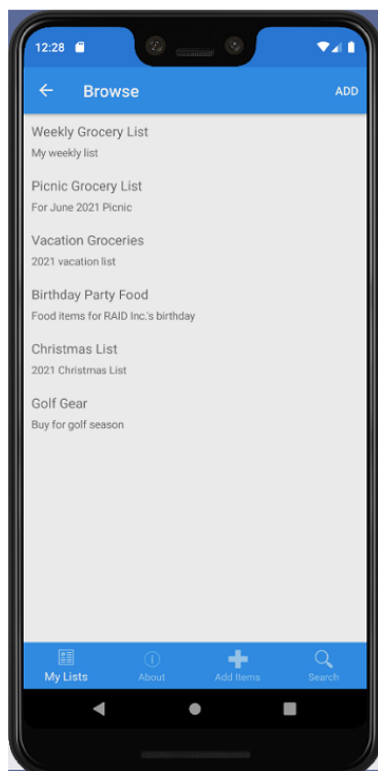 12:28
Browse
ADD
Weekly Grocery List
My weekly list
Picnic Grocery List
For June 2021 Picnic
Vacation Groceries
2021 vacation list
Birthday Party Food
Food items for RAID Inc.'s birthday
Christmas List
2021 Christmas List
Golf Gear
Buy for golf season
My Lists
About
Add Items
Search